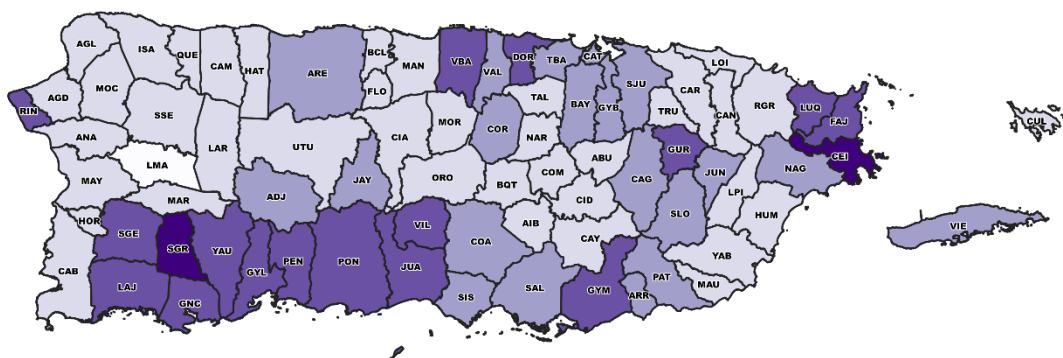 AGL
ISA
QUE
CAM
HAT
ARE
BCL
FLO
MAN
VBA
VAL
DOR
TBA
CAT
BAY
GYB
SJU
LOI
CAR
CAN
TRU
RGR
LUQ
FAJ
CEI
CUL
RIN
AGD
MOC
SSE
ANA
LAR
UTU
CIA
MOR
COR
TAL
NAR
LMA
MAY
MAR
ADJ
JAY
ORO
BQT
COM
ABU
CID
CAG
GUR
JUN
NAG
LPI
HUM
SLO
VIE
HOR
SGE
SGR
YAU
GYL
PEN
PON
VIL
JUA
COA
AIB
CAY
YAB
CAB
LAJ
GNC
SIS
SAL
GYM
ARR
PAT
MAU